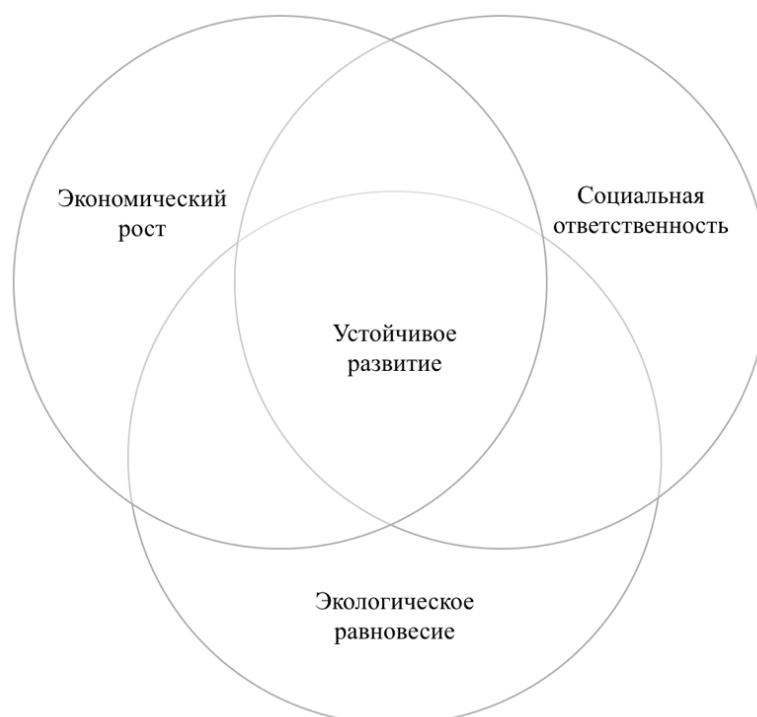 Экономический
рост
Социальная
ответственность
Устойчивое
развитие
Экологическое
равновесие